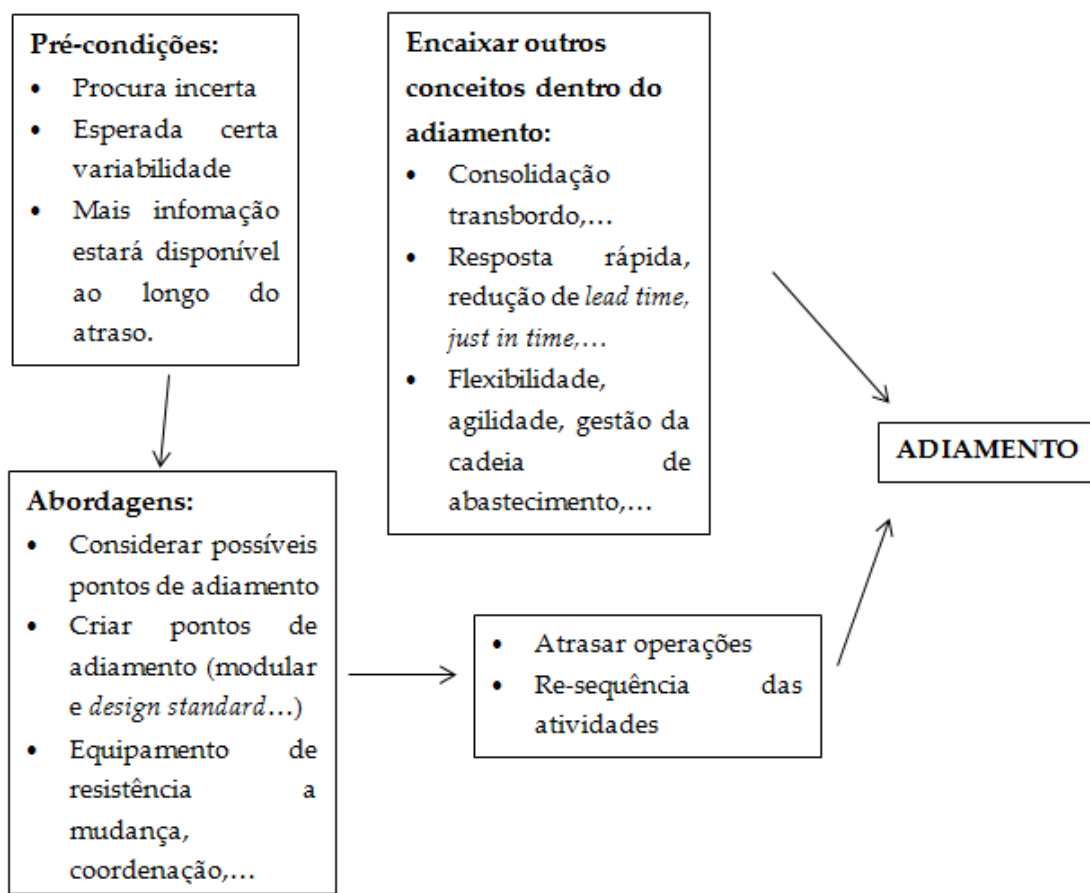 Pré-condições:
• Procura incerta
• Esperada certa
variabilidade
• Mais infomação
estará disponível
ao longo do
atraso.
Encaixar outros
conceitos dentro do
adiamento:
• Consolidação
transbordo,...
• Resposta rápida,
redução de lead time,
just in time,...
• Flexibilidade,
agilidade, gestão da
cadeia de
abastecimento,...
ADIAMENTO
Abordagens:
• Considerar possíveis
pontos de adiamento
• Criar pontos de
adiamento (modular
e design standard...)
• Equipamento de
resistência a
mudança,
coordenação,...
• Atrasar operações
• Re-sequência das
atividades